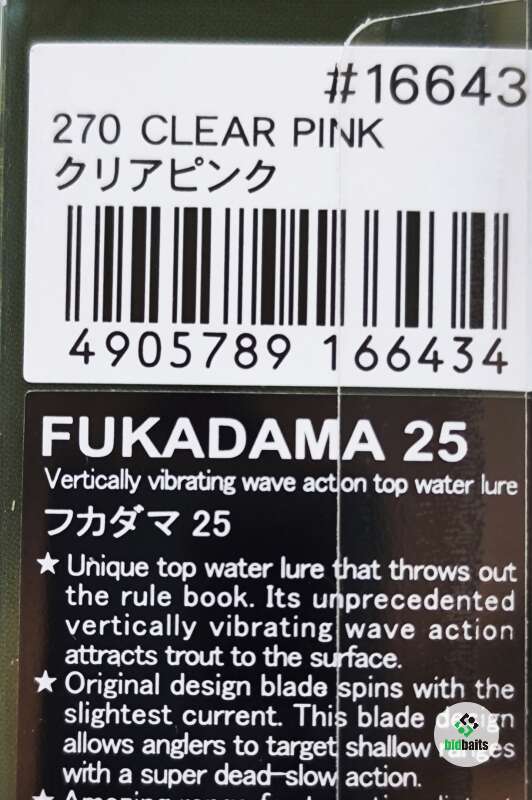 #16643
270 CLEAR PINK
クリアピンク
4905789 166434
FUKADAMA 25
Vertically vibrating wave action top water lure
フカダマ 25
★ Unique top water lure that throws out
the rule book. Its unprecedented
vertically vibrating wave action
attracts trout to the surface.
★ Original design blade spins with the
slightest current. This blade design
allows anglers to target shallow ranges
with a super dead-slow action.
bidbaits